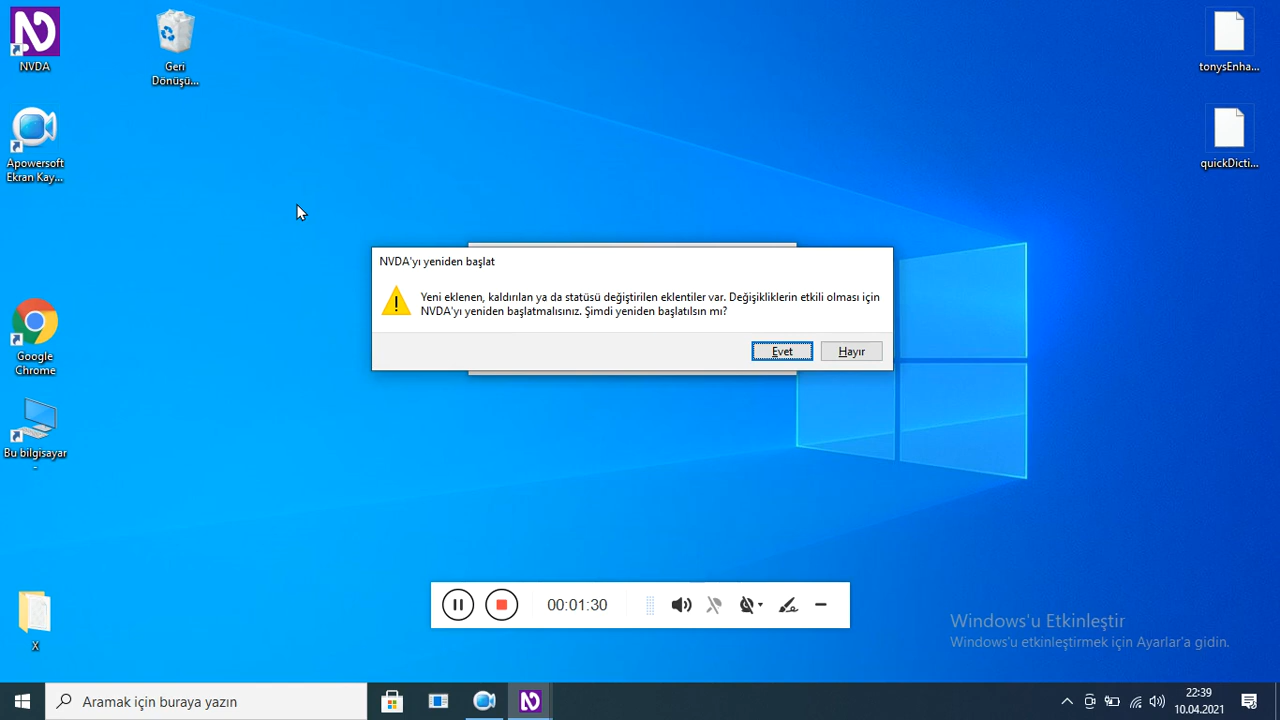 NVDA
Geri
Dönüşü...
Apowersoft
Ekran Kay...
Google
Chrome
Bu bilgisayar
-
X
tonysEnha...
quickDicti...
NVDA'yı yeniden başlat
Yeni eklenen, kaldırılan ya da statüsü değiştirilen eklentiler var. Değişikliklerin etkili olması için
NVDA'yı yeniden başlatmalısınız. Şimdi yeniden başlatılsın mı?
Evet
Hayır
00:01:30
Windows'u Etkinleştir
Windows'u etkinleştirmek için Ayarlar'a gidin.
Aramak için buraya yazın
22:39
10.04.2021